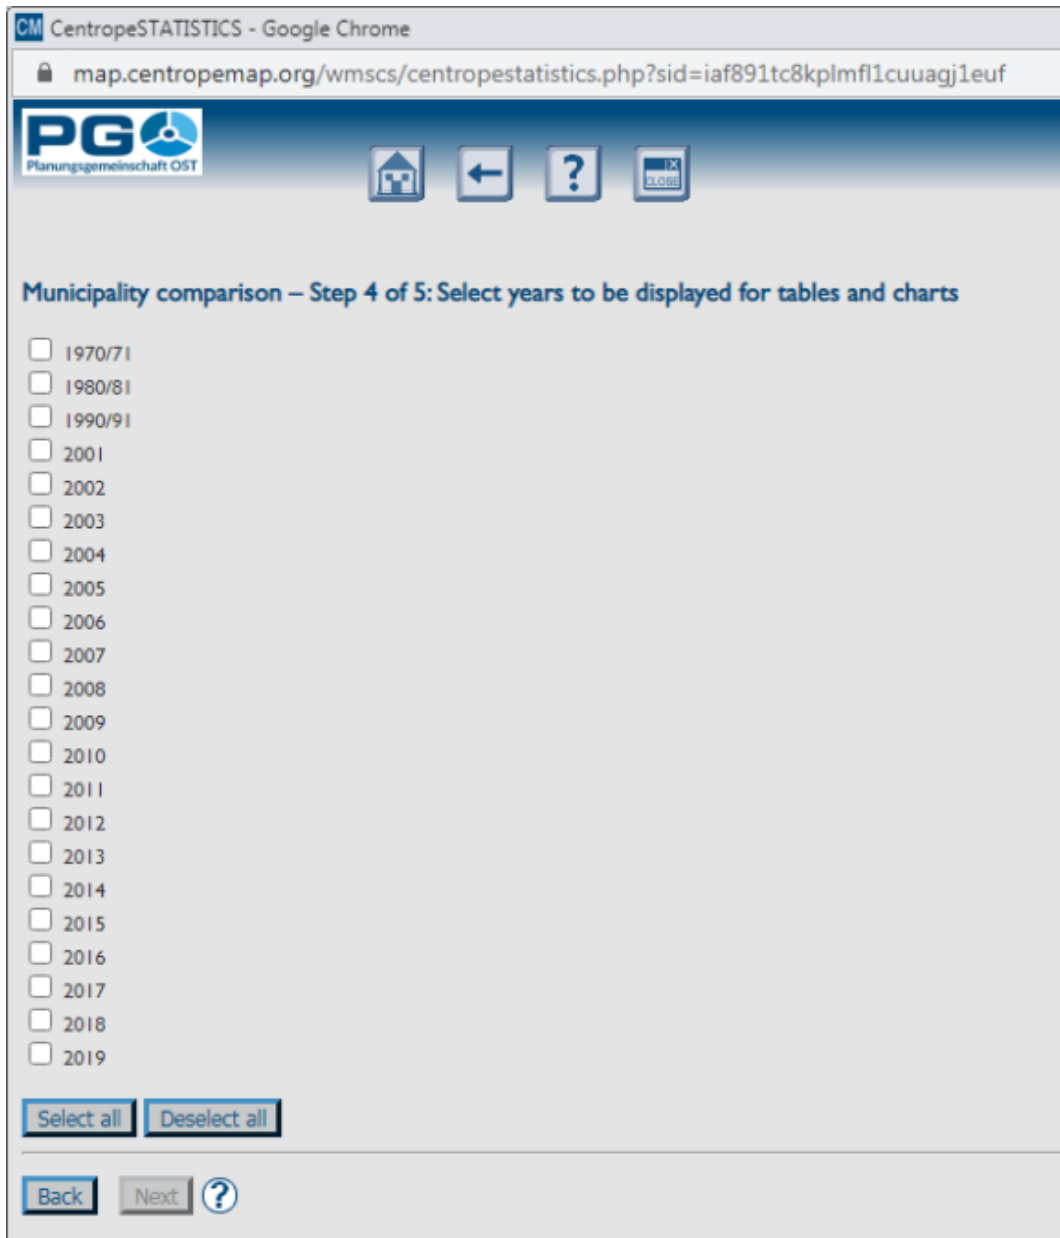 CM CentropeSTATISTICS - Google Chrome
map.centropemap.org/wmscs/centropestatistics.php?sid=iaf891tc8kplmfl1cuuagj1euf
PGO
Planungsgemeinschaft OST
?
X
CLOSE
Municipality comparison – Step 4 of 5: Select years to be displayed for tables and charts
1970/71
1980/81
1990/91
2001
2002
2003
2004
2005
2006
2007
2008
2009
2010
2011
2012
2013
2014
2015
2016
2017
2018
2019
Select all Deselect all
Back Next ?